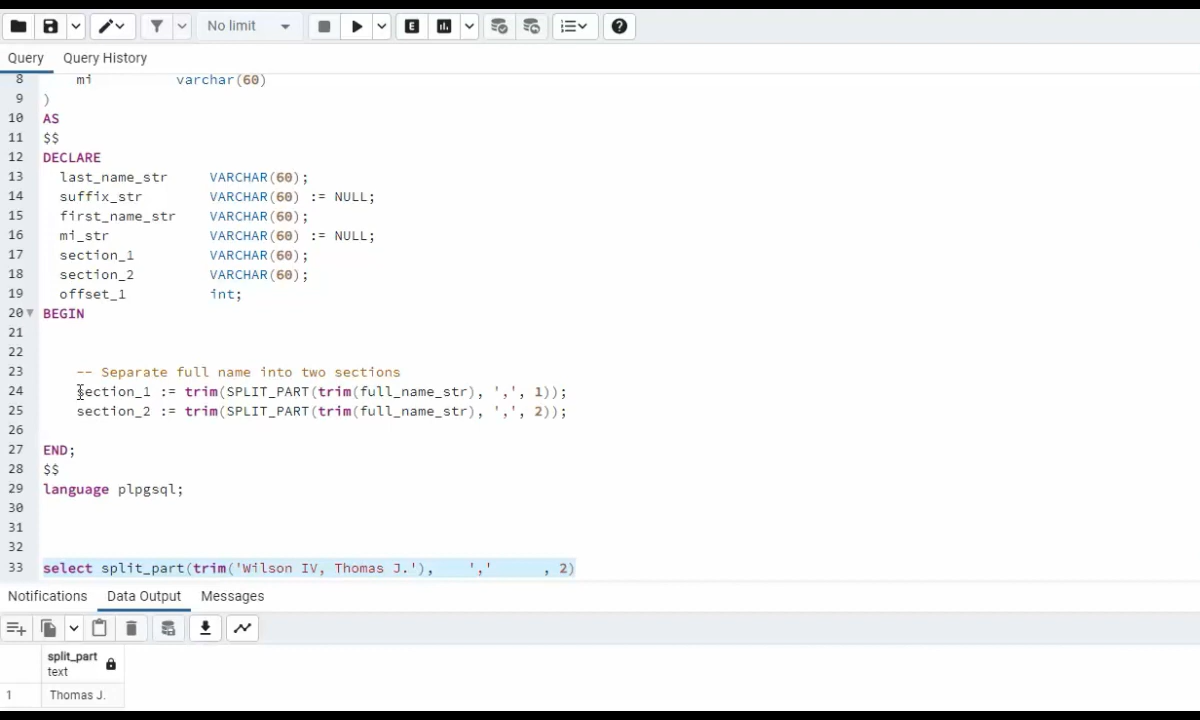 No limit
Query Query History
8 mi varchar(60)
9 )
10 AS
11 $$
12 DECLARE
13 last_name_str VARCHAR(60);
14 suffix_str VARCHAR(60) := NULL;
15 first_name_str VARCHAR(60);
16 mi_str VARCHAR(60) := NULL;
17 section_1 VARCHAR(60);
18 section_2 VARCHAR(60);
19 offset_1 int;
20 BEGIN
21
22
23 -- Separate full name into two sections
24 section_1 := trim(SPLIT_PART(trim(full_name_str), ',', 1));
25 section_2 := trim(SPLIT_PART(trim(full_name_str), ',', 2));
26
27 END;
28 $$
29 language plpgsql;
30
31
32
33 select split_part(trim('Wilson IV, Thomas J.'), ',' , 2)
Notifications Data Output Messages
split_part
text
1 Thomas J.